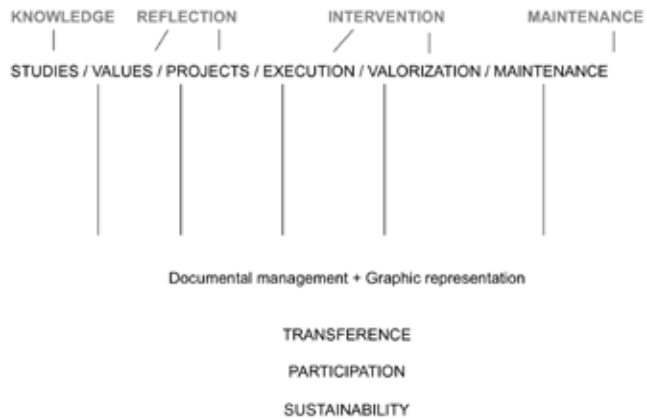 KNOWLEDGE REFLECTION INTERVENTION MAINTENANCE
STUDIES / VALUES / PROJECTS / EXECUTION / VALORIZATION / MAINTENANCE
Documental management + Graphic representation
TRANSFERENCE
PARTICIPATION
SUSTAINABILITY